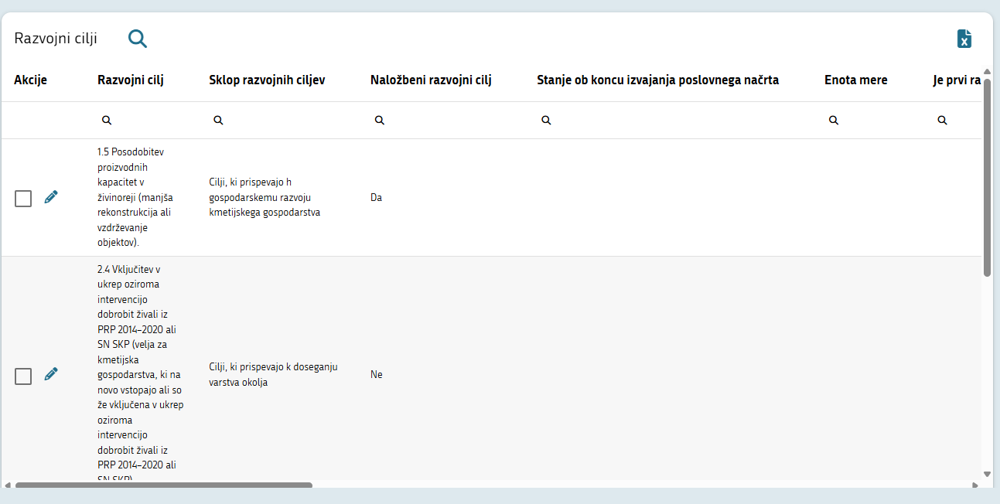 Razvojni cilji
Akcije Razvojni cilj Sklop razvojnih ciljev Naložbeni razvojni cilj Stanje ob koncu izvajanja poslovnega načrta Enota mere Je prvi ra
1.5 Posodobitev
proizvodnih
kapacitet v
živinoreji (manjša
rekonstrukcija ali
vzdrževanje
objektov).
Cilji, ki prispevajo h
gospodarskemu razvoju
kmetijskega gospodarstva
Da
2.4 Vključitev v
ukrep oziroma
intervencijo
dobrobit živali iz
PRP 2014–2020 ali
SN SKP (velja za
kmetijska
gospodarstva, ki na
novo vstopajo ali so
že vključena v ukrep
oziroma
intervencijo
dobrobit živali iz
PRP 2014–2020 ali
SN SKP)
Cilji, ki prispevajo k doseganju
varstva okolja
Ne